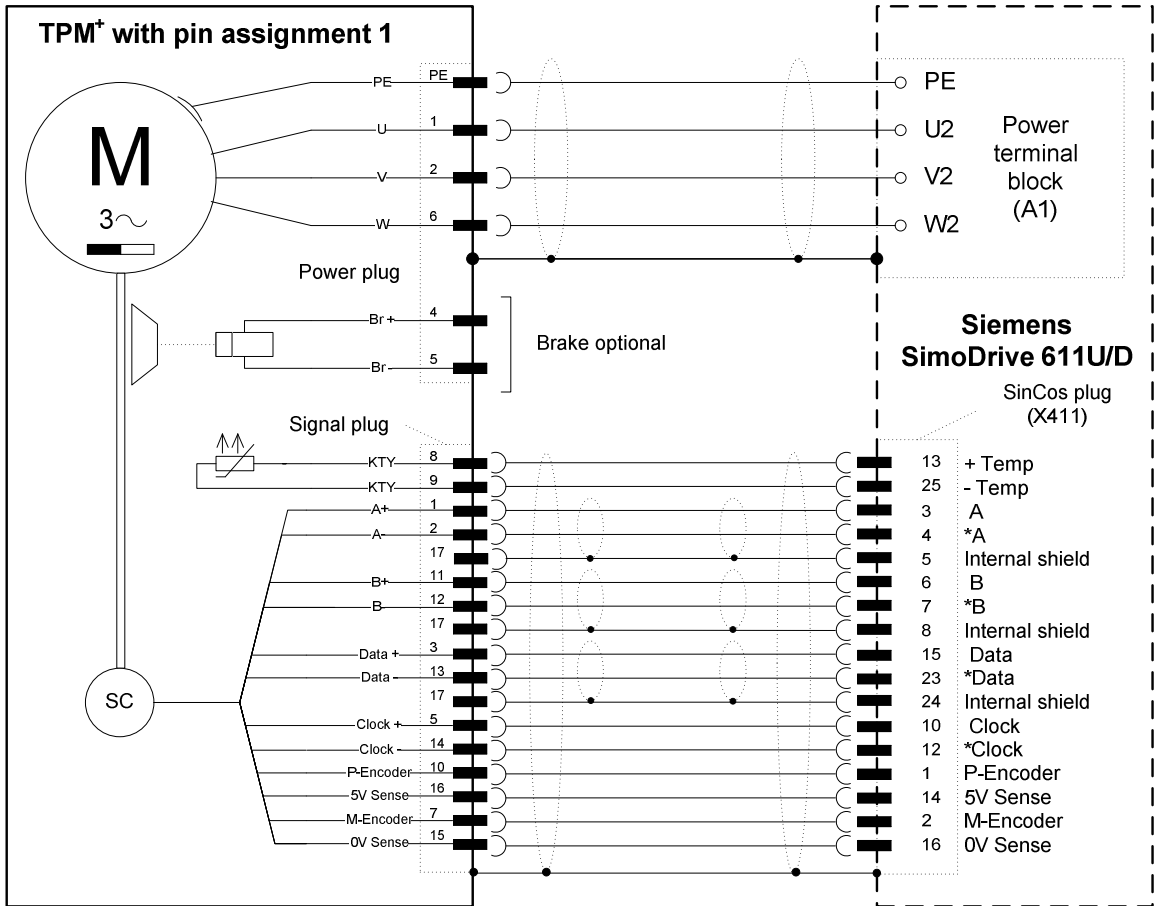 TPM+ with pin assignment 1
PE PE PE
U 1 U2
V 2 V2
W 6 W2
Power
terminal
block
(A1)
M
3~
Power plug
Br + 4
Br - 5
Brake optional
Siemens
SimoDrive 611U/D
SinCos plug
(X411)
Signal plug
KTY 8 13 + Temp
KTY 9 25 - Temp
A+ 1 3 A
A- 2 4 *A
17 5 Internal shield
B+ 11 6 B
B- 12 7 *B
17 8 Internal shield
Data + 3 15 Data
Data - 13 23 *Data
17 24 Internal shield
Clock + 5 10 Clock
Clock - 14 12 *Clock
P-Encoder 10 1 P-Encoder
5V Sense 16 14 5V Sense
M-Encoder 7 2 M-Encoder
0V Sense 15 16 0V Sense
SC